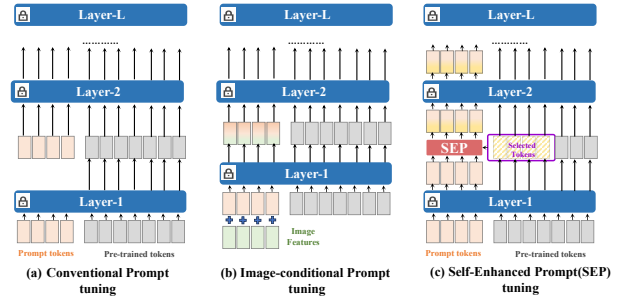 Layer-L
............
Layer-2
Layer-1
Prompt tokens
Pre-trained tokens
(a) Conventional Prompt
tuning
Layer-L
............
Layer-2
Layer-1
Image
Features
(b) Image-conditional Prompt
tuning
Layer-L
............
Layer-2
SEP
Selected
Tokens
Layer-1
Prompt tokens
Pre-trained tokens
(c) Self-Enhanced Prompt(SEP)
tuning